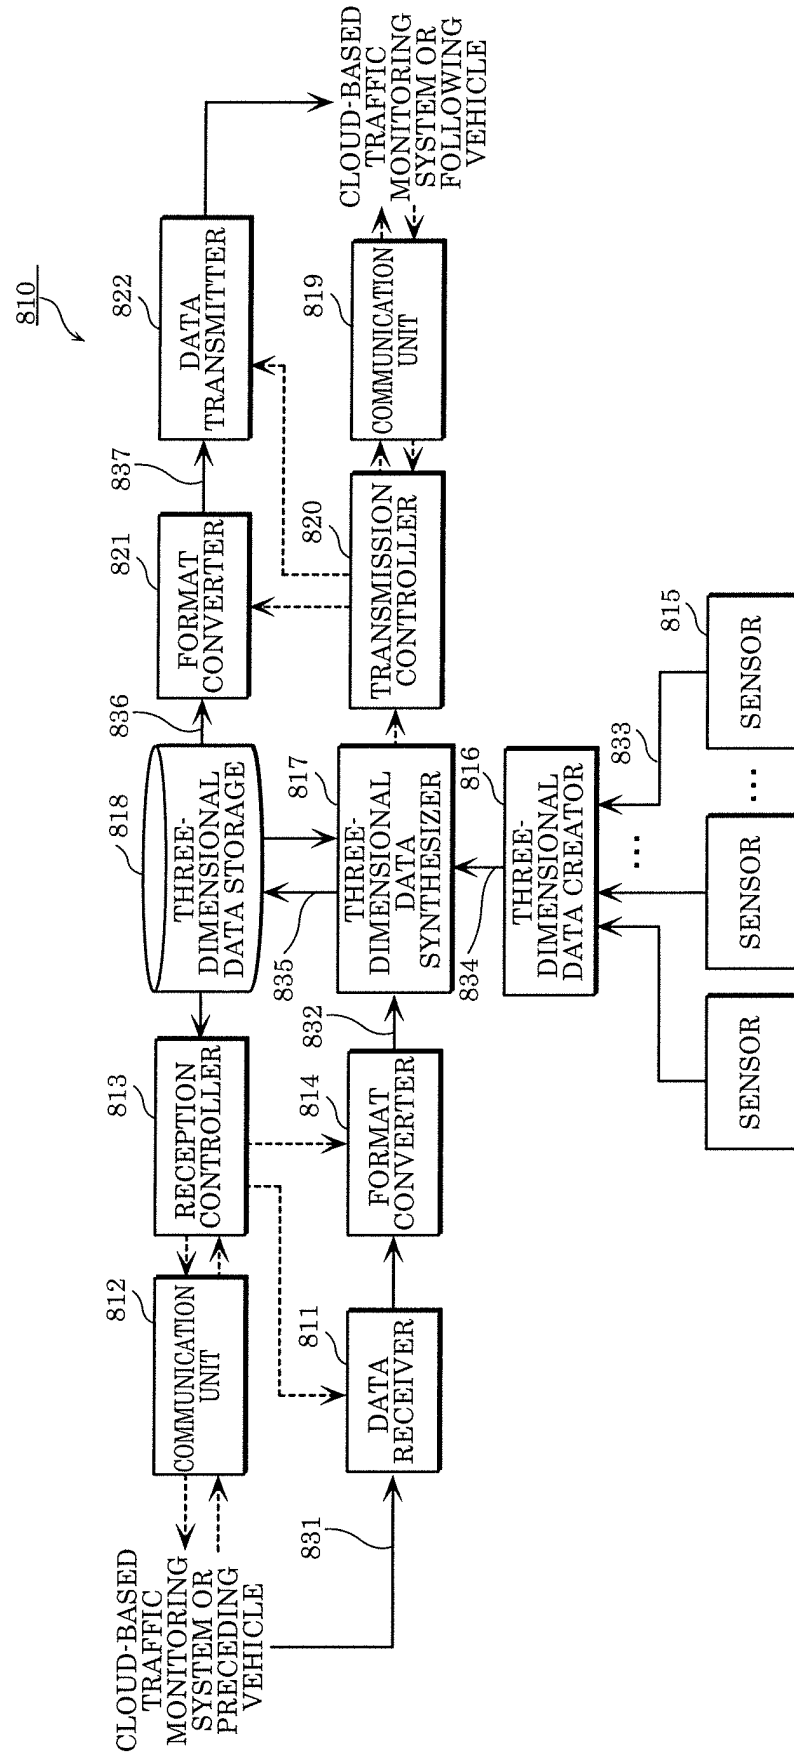 810
CLOUD-BASED
TRAFFIC
MONITORING
SYSTEM OR
PRECEDING
VEHICLE
812
COMMUNICATION
UNIT
813
RECEPTION
CONTROLLER
818
THREE-
DIMENSIONAL
DATA STORAGE
836
821
FORMAT
CONVERTER
837
822
DATA
TRANSMITTER
831
811
DATA
RECEIVER
814
FORMAT
CONVERTER
832
835
817
THREE-
DIMENSIONAL
DATA
SYNTHESIZER
820
TRANSMISSION
CONTROLLER
819
COMMUNICATION
UNIT
CLOUD-BASED
TRAFFIC
MONITORING
SYSTEM OR
FOLLOWING
VEHICLE
834
816
THREE-
DIMENSIONAL
DATA CREATOR
...
833
SENSOR
SENSOR
...
815
SENSOR